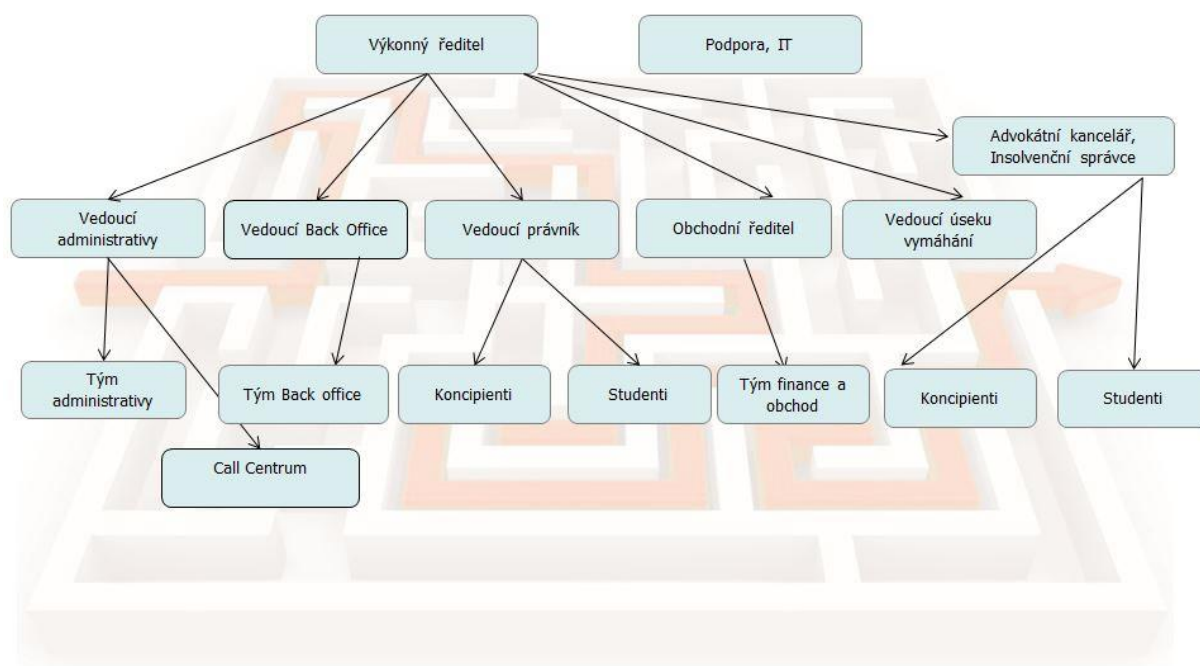 Výkonný ředitel
Podpora, IT
Advokátní kancelář,
Insolvenční správce
Vedoucí
administrativy
Vedoucí Back Office
Vedoucí právník
Obchodní ředitel
Vedoucí úseku
vymáhání
Tým
administrativy
Tým Back office
Koncipienti
Studenti
Tým finance a
obchod
Koncipienti
Studenti
Call Centrum